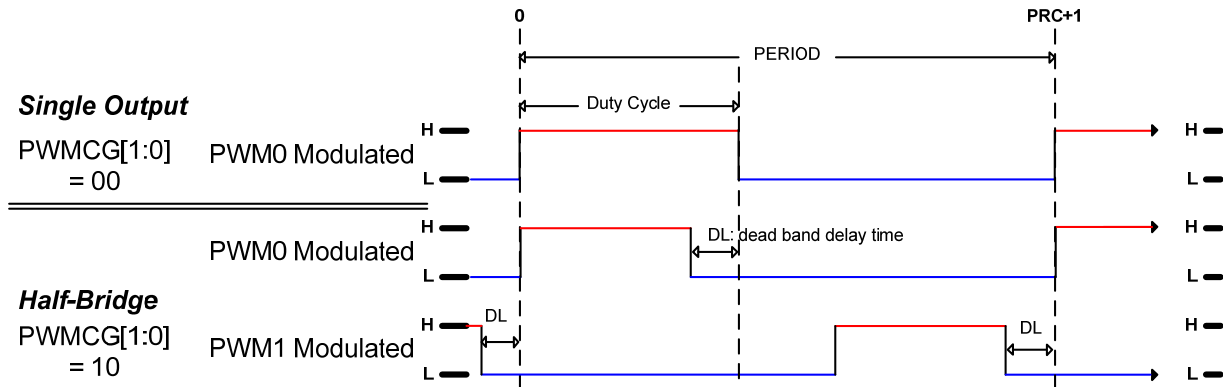 0
PRC+1
PERIOD
Single Output
Duty Cycle
PWMCG[1:0]
= 00
PWM0 Modulated
H
H
L
L
PWM0 Modulated
H
DL: dead band delay time
H
L
L
Half-Bridge
PWMCG[1:0]
= 10
PWM1 Modulated
H
DL
DL
H
L
L